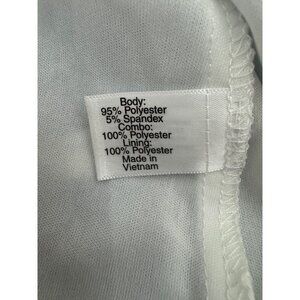 Body:
95% Polyester
5% Spandex
Combo:
100% Polyester
Lining:
100% Polyester
Made in
Vietnam